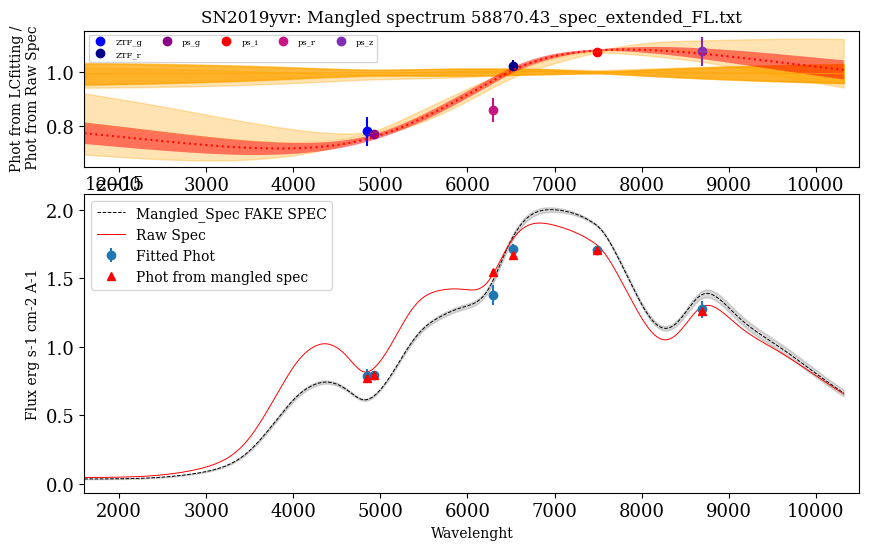 SN2019yvr: Mangled spectrum 58870.43_spec_extended_FL.txt
Phot from LCfitting /
Phot from Raw Spec
1.0
0.8
ZTF_g ps_g ps_i ps_r ps_z
ZTF_r
2000 3000 4000 5000 6000 7000 8000 9000 10000
1e−15
Flux erg s-1 cm-2 A-1
2.0
1.5
1.0
0.5
0.0
Mangled_Spec FAKE SPEC
Raw Spec
Fitted Phot
Phot from mangled spec
2000 3000 4000 5000 6000 7000 8000 9000 10000
Wavelenght